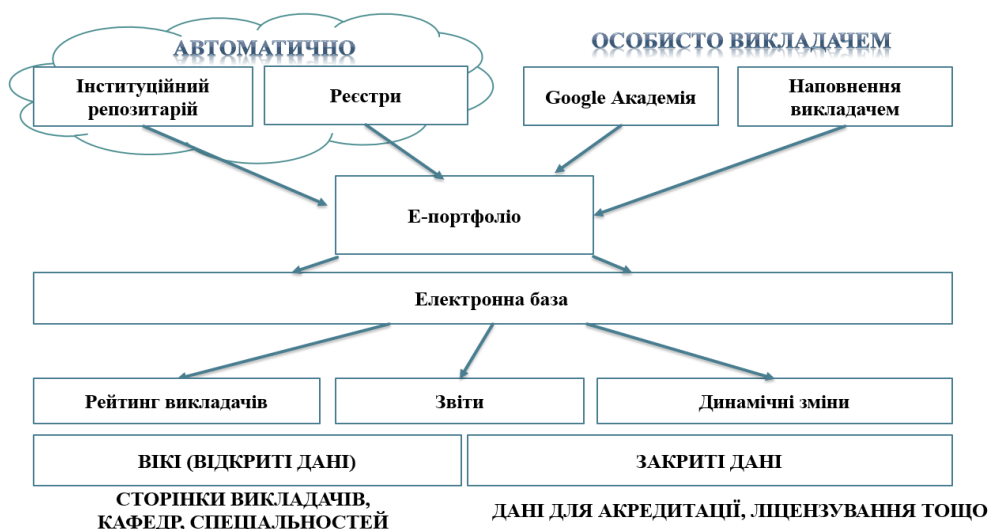 АВТОМАТИЧНО
ОСОБИСТО ВИКЛАДАЧЕМ
Інституційний
репозитарій
Реєстри
Google Академія
Наповнення
викладачем
Е-портфоліо
Електронна база
Рейтинг викладачів
Звіти
Динамічні зміни
ВІКІ (ВІДКРИТІ ДАНІ)
ЗАКРИТІ ДАНІ
СТОРІНКИ ВИКЛАДАЧІВ,
КАФЕДР, СПЕЦІАЛЬНОСТЕЙ
ДАНІ ДЛЯ АКРЕДИТАЦІЇ, ЛІЦЕНЗУВАННЯ ТОЩО